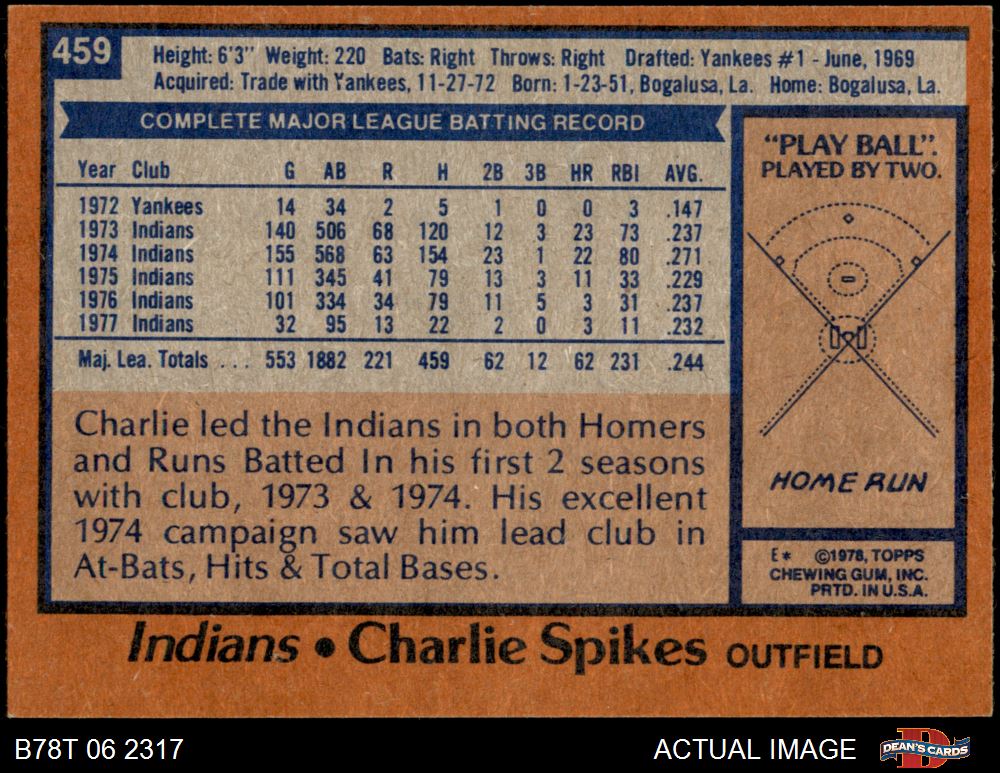 459
Height: 6'3" Weight: 220 Bats: Right Throws: Right Drafted: Yankees #1 - June, 1969
Acquired: Trade with Yankees, 11-27-72 Born: 1-23-51, Bogalusa, La. Home: Bogalusa, La.
COMPLETE MAJOR LEAGUE BATTING RECORD
Year Club G AB R H 2B 3B HR RBI AVG.
1972 Yankees 14 34 2 5 1 0 0 3 .147
1973 Indians 140 506 68 120 12 3 23 73 .237
1974 Indians 155 568 63 154 23 1 22 80 .271
1975 Indians 111 345 41 79 13 3 11 33 .229
1976 Indians 101 334 34 79 11 5 3 31 .237
1977 Indians 32 95 13 22 2 0 3 11 .232
Maj. Lea. Totals . . . 553 1882 221 459 62 12 62 231 .244
Charlie led the Indians in both Homers
and Runs Batted In his first 2 seasons
with club, 1973 & 1974. His excellent
1974 campaign saw him lead club in
At-Bats, Hits & Total Bases.
"PLAY BALL".
PLAYED BY TWO.
HOME RUN
E* ©1978, TOPPS
CHEWING GUM, INC.
PRTD. IN U.S.A.
Indians • Charlie Spikes OUTFIELD
B78T 06 2317
ACTUAL IMAGE
DEAN'S CARDS